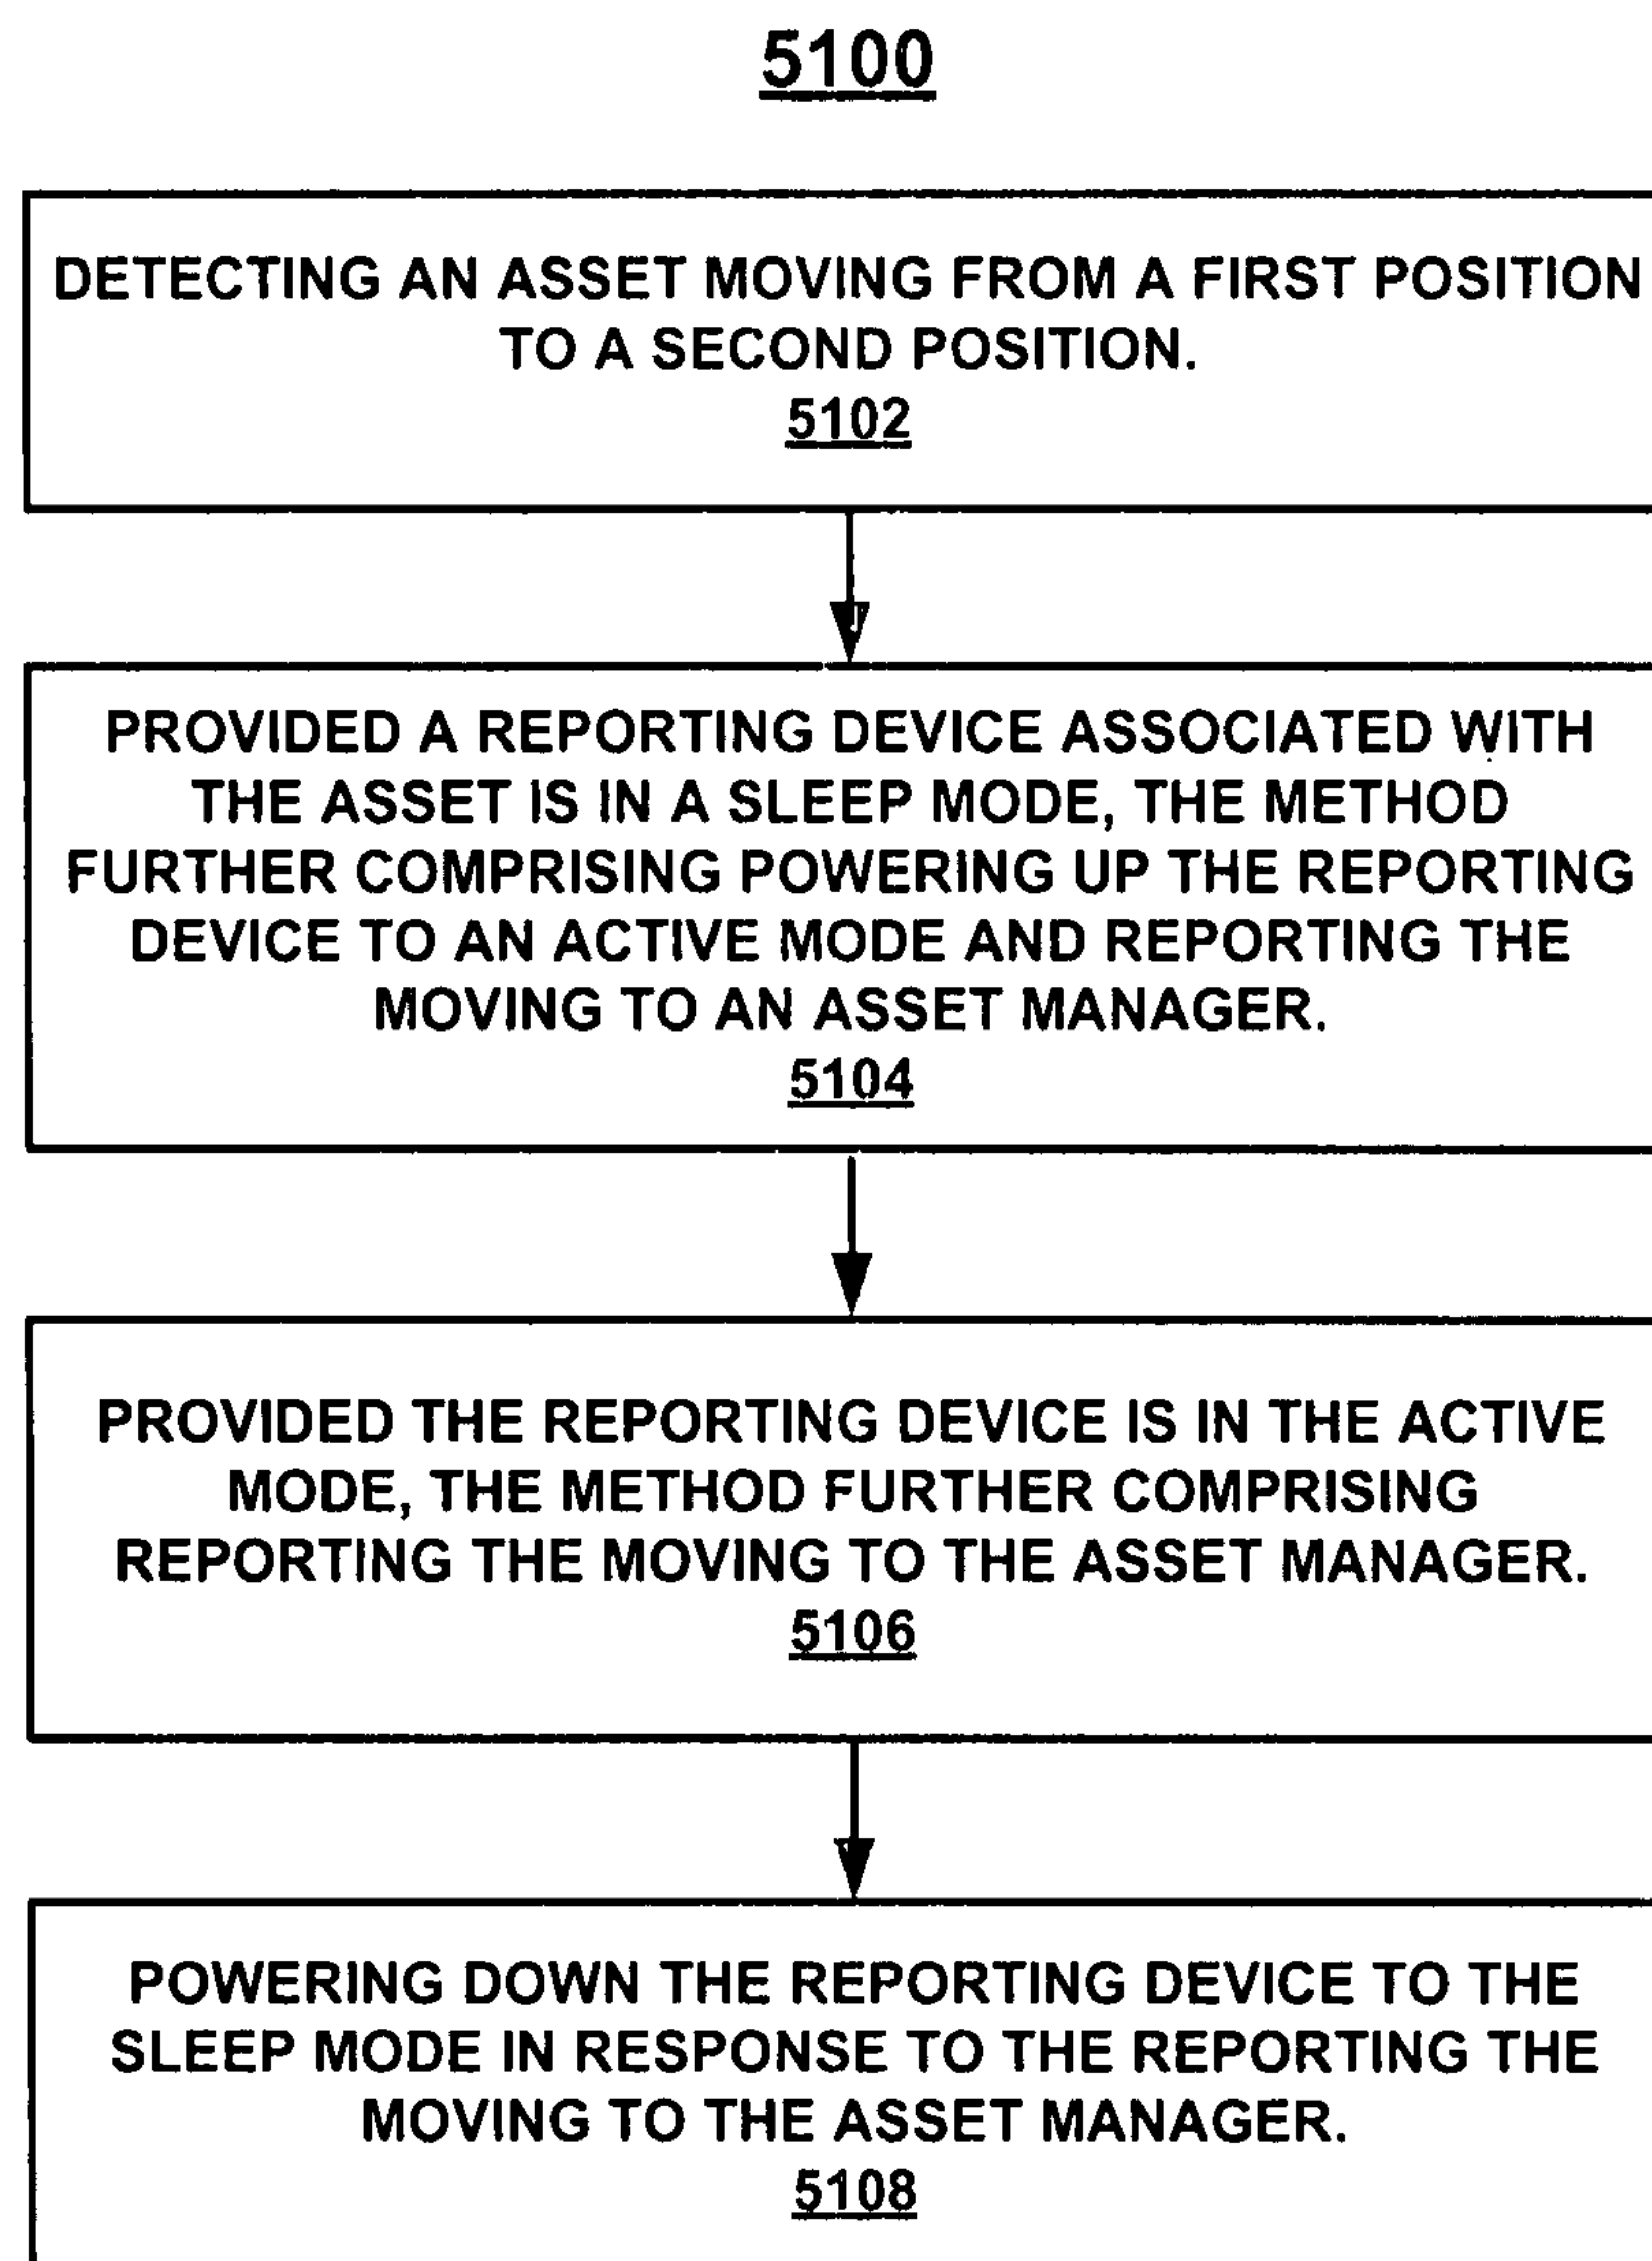 5100
DETECTING AN ASSET MOVING FROM A FIRST POSITION
TO A SECOND POSITION.
5102
PROVIDED A REPORTING DEVICE ASSOCIATED WITH
THE ASSET IS IN A SLEEP MODE, THE METHOD
FURTHER COMPRISING POWERING UP THE REPORTING
DEVICE TO AN ACTIVE MODE AND REPORTING THE
MOVING TO AN ASSET MANAGER.
5104
PROVIDED THE REPORTING DEVICE IS IN THE ACTIVE
MODE, THE METHOD FURTHER COMPRISING
REPORTING THE MOVING TO THE ASSET MANAGER.
5106
POWERING DOWN THE REPORTING DEVICE TO THE
SLEEP MODE IN RESPONSE TO THE REPORTING THE
MOVING TO THE ASSET MANAGER.
5108